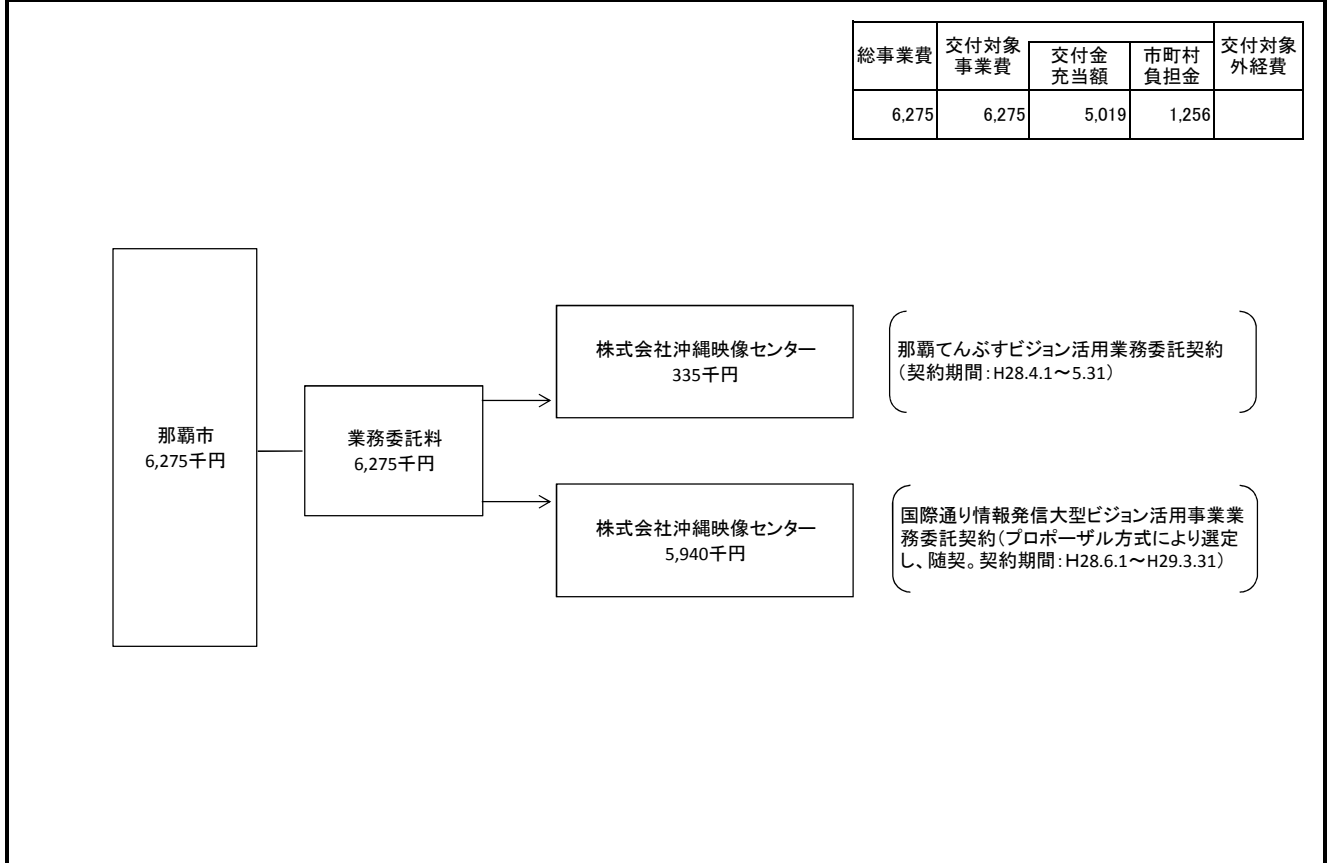 総事業費 交付対象事業費 交付金充当額 市町村負担金 交付対象外経費
6,275 6,275 5,019 1,256
那覇市
6,275千円
業務委託料
6,275千円
株式会社沖縄映像センター
335千円
那覇てんぶすビジョン活用業務委託契約
（契約期間：H28.4.1～5.31）
株式会社沖縄映像センター
5,940千円
国際通り情報発信大型ビジョン活用事業業
務委託契約（プロポーザル方式により選定
し、随契。契約期間：H28.6.1～H29.3.31）